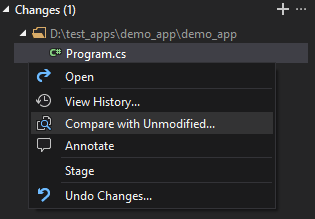 Changes (1)
D:\test_apps\demo_app\demo_app
C# Program.cs
Open
View History...
Compare with Unmodified...
Annotate
Stage
Undo Changes...